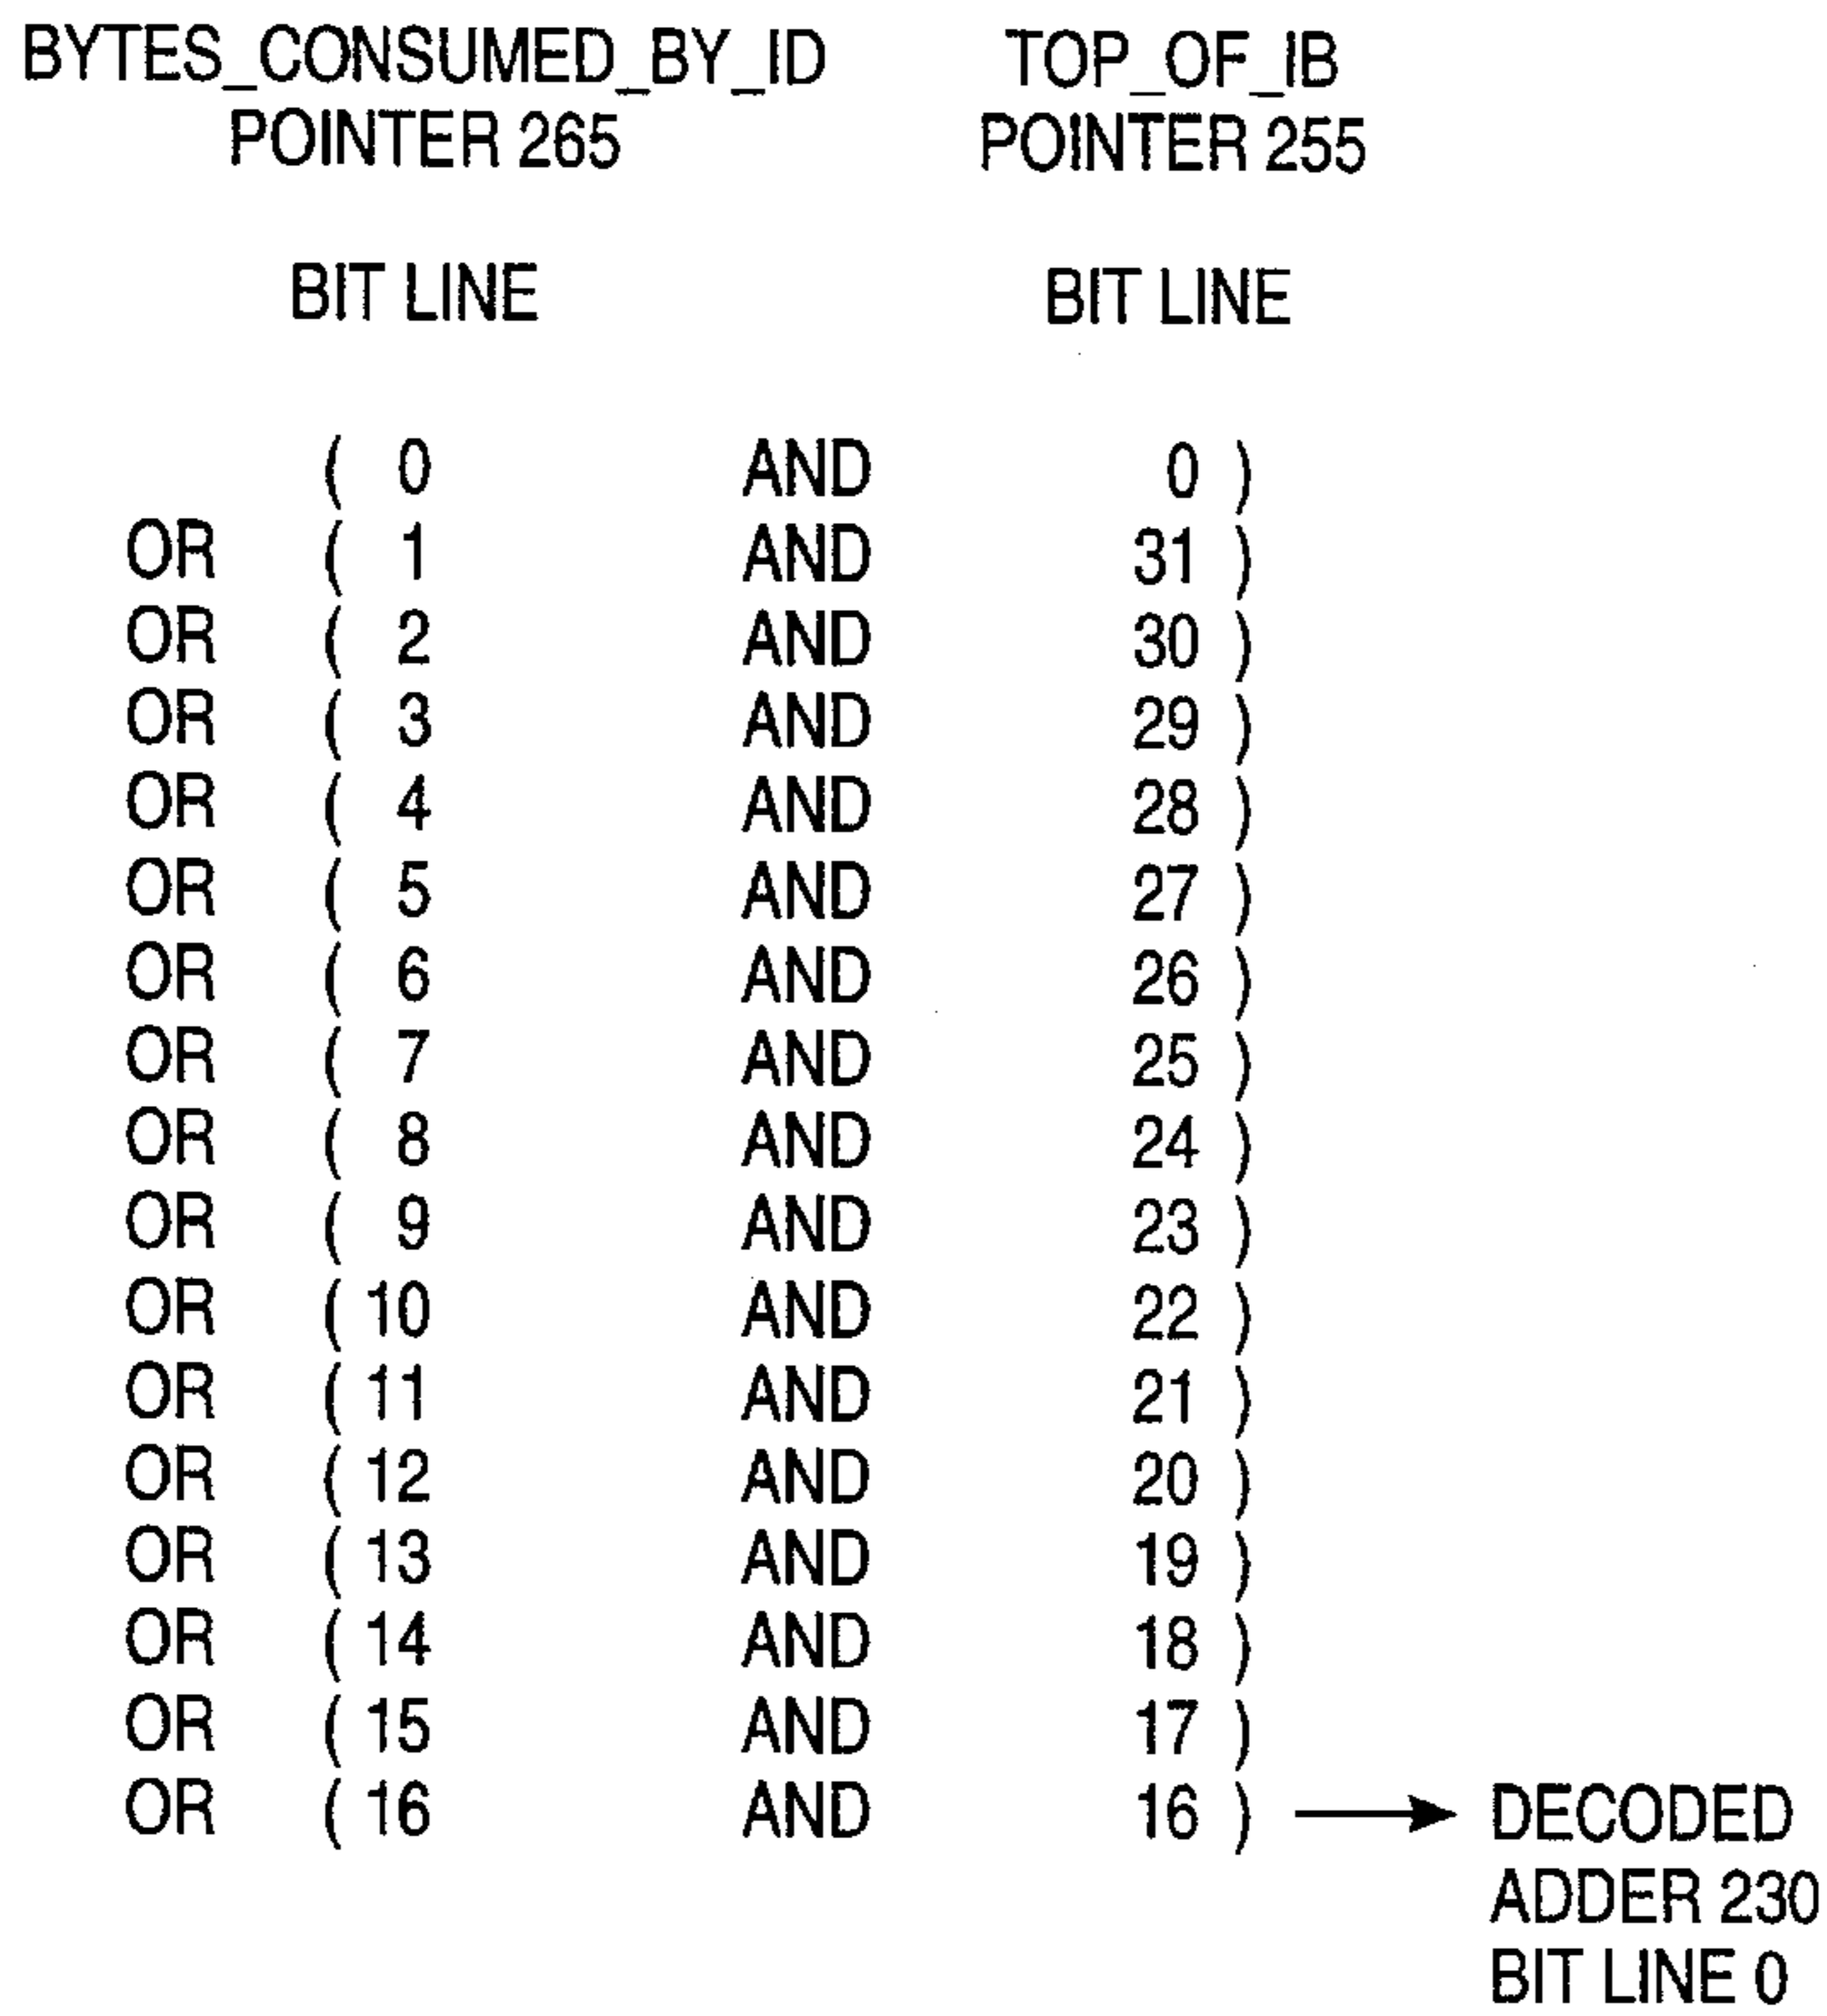 BYTES_CONSUMED_BY_ID TOP_OF_IB
POINTER 265 POINTER 255
BIT LINE BIT LINE
( 0 AND 0 )
OR ( 1 AND 31 )
OR ( 2 AND 30 )
OR ( 3 AND 29 )
OR ( 4 AND 28 )
OR ( 5 AND 27 )
OR ( 6 AND 26 )
OR ( 7 AND 25 )
OR ( 8 AND 24 )
OR ( 9 AND 23 )
OR ( 10 AND 22 )
OR ( 11 AND 21 )
OR ( 12 AND 20 )
OR ( 13 AND 19 )
OR ( 14 AND 18 )
OR ( 15 AND 17 )
OR ( 16 AND 16 ) → DECODED
ADDER 230
BIT LINE 0